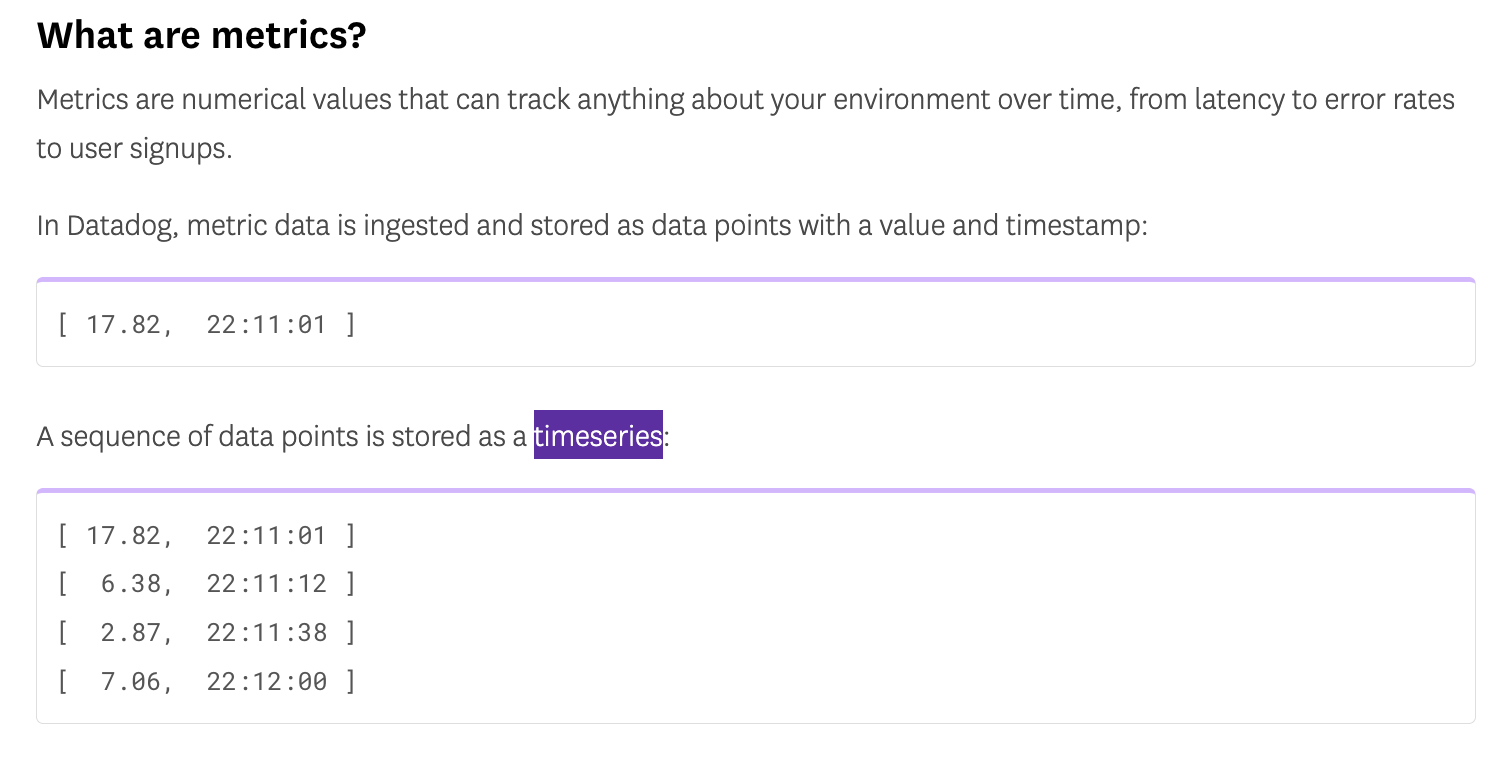 What are metrics?
Metrics are numerical values that can track anything about your environment over time, from latency to error rates
to user signups.
In Datadog, metric data is ingested and stored as data points with a value and timestamp:
[ 17.82,  22:11:01 ]
A sequence of data points is stored as a timeseries:
[ 17.82,  22:11:01 ]
[  6.38,  22:11:12 ]
[  2.87,  22:11:38 ]
[  7.06,  22:12:00 ]